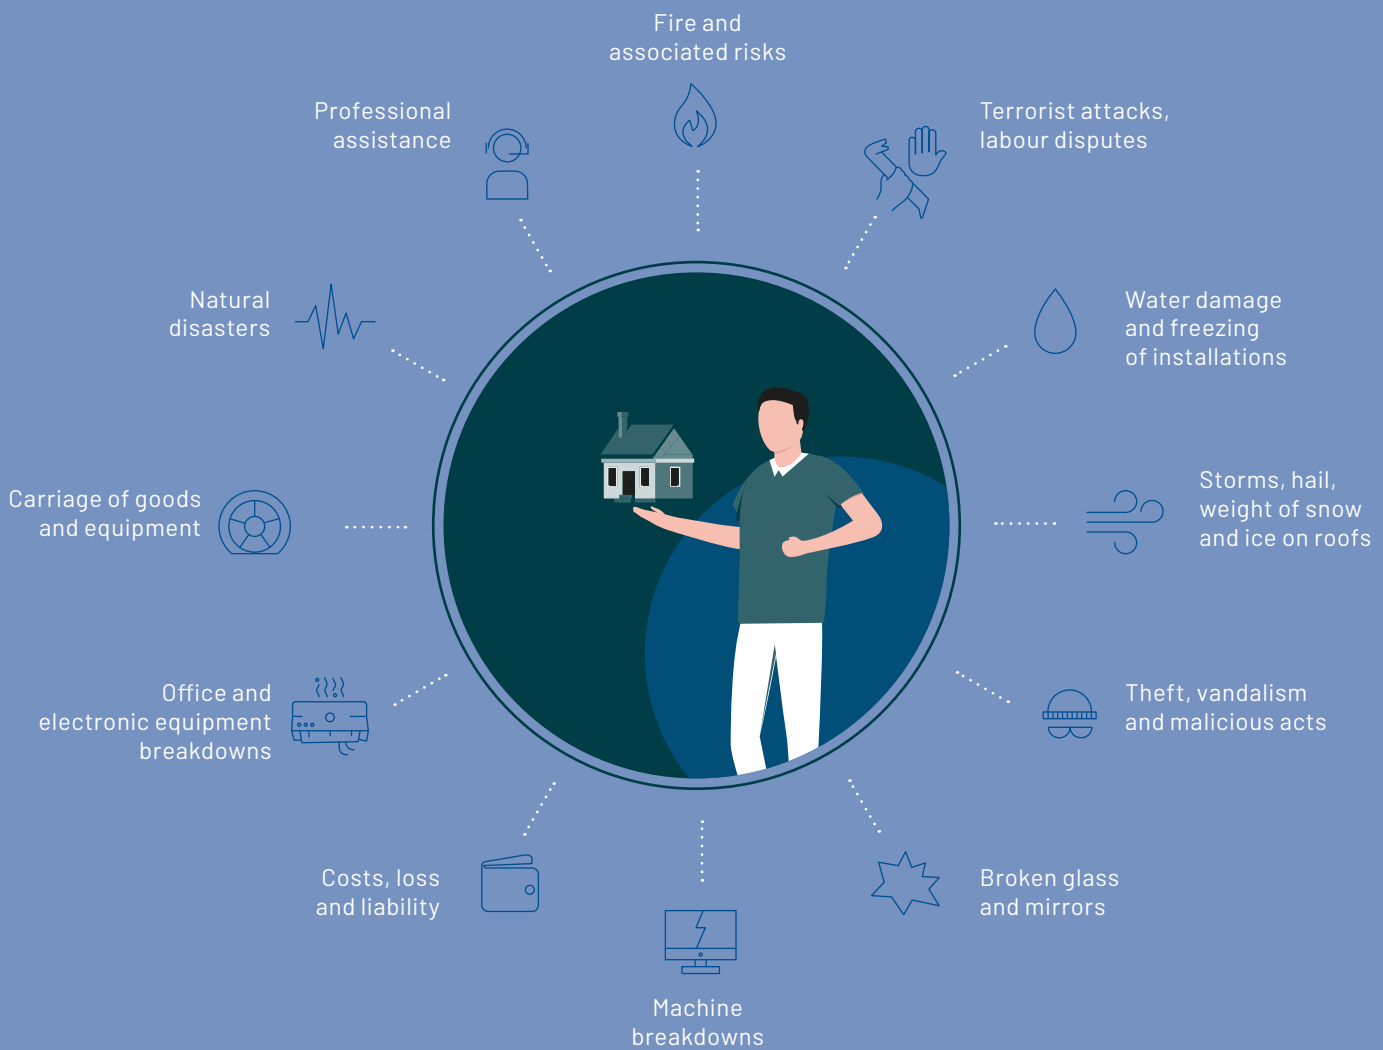 Fire and
associated risks
Terrorist attacks,
labour disputes
Water damage
and freezing
of installations
Storms, hail,
weight of snow
and ice on roofs
Theft, vandalism
and malicious acts
Broken glass
and mirrors
Machine
breakdowns
Costs, loss
and liability
Office and
electronic equipment
breakdowns
Carriage of goods
and equipment
Natural
disasters
Professional
assistance